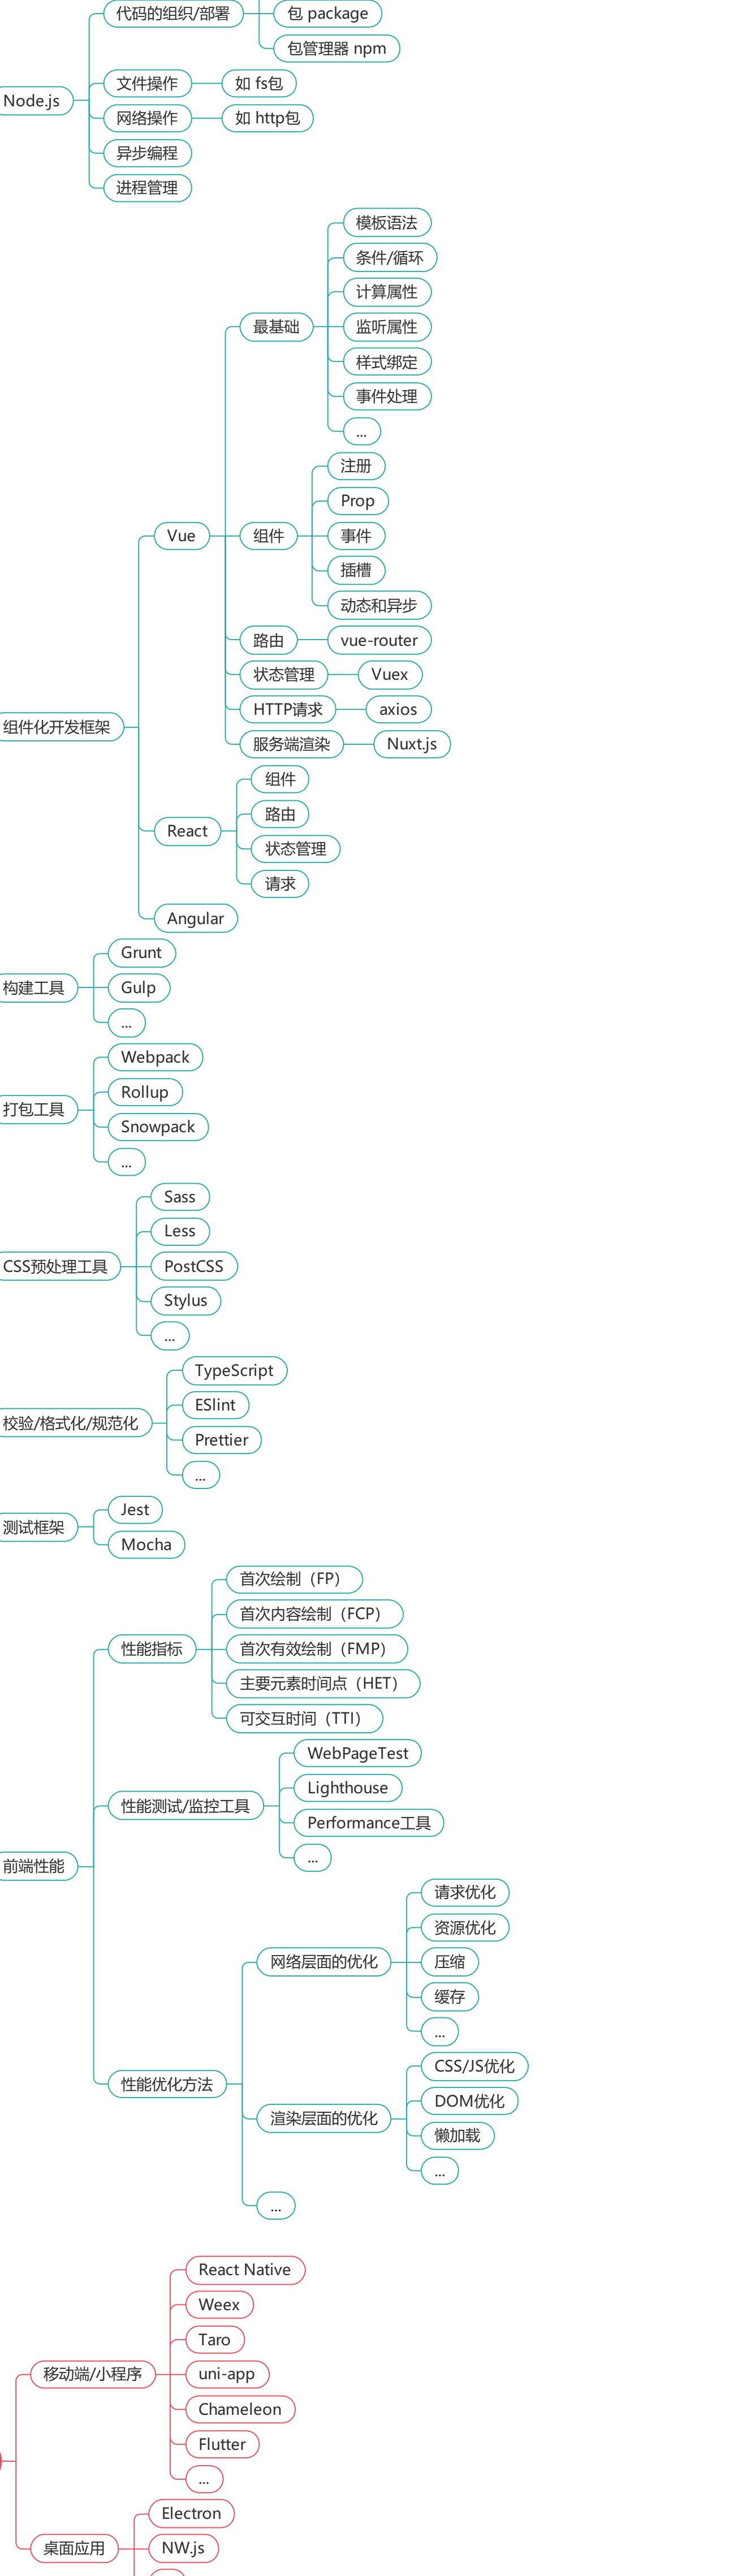 代码的组织/部署
包 package
包管理器 npm
Node.js
文件操作
如 fs包
网络操作
如 http包
异步编程
进程管理
模板语法
条件/循环
计算属性
最基础
监听属性
样式绑定
事件处理
...
注册
Prop
Vue
组件
事件
插槽
动态和异步
路由
vue-router
状态管理
Vuex
HTTP请求
axios
组件化开发框架
服务端渲染
Nuxt.js
组件
路由
React
状态管理
请求
Angular
Grunt
构建工具
Gulp
...
Webpack
Rollup
打包工具
Snowpack
...
Sass
Less
CSS预处理工具
PostCSS
Stylus
...
TypeScript
ESlint
校验/格式化/规范化
Prettier
...
Jest
测试框架
Mocha
首次绘制（FP）
首次内容绘制（FCP）
性能指标
首次有效绘制（FMP）
主要元素时间点（HET）
可交互时间（TTI）
WebPageTest
Lighthouse
性能测试/监控工具
Performance工具
...
前端性能
请求优化
资源优化
网络层面的优化
压缩
缓存
...
性能优化方法
CSS/JS优化
DOM优化
渲染层面的优化
懒加载
...
...
React Native
Weex
Taro
移动端/小程序
uni-app
Chameleon
Flutter
...
Electron
桌面应用
NW.js